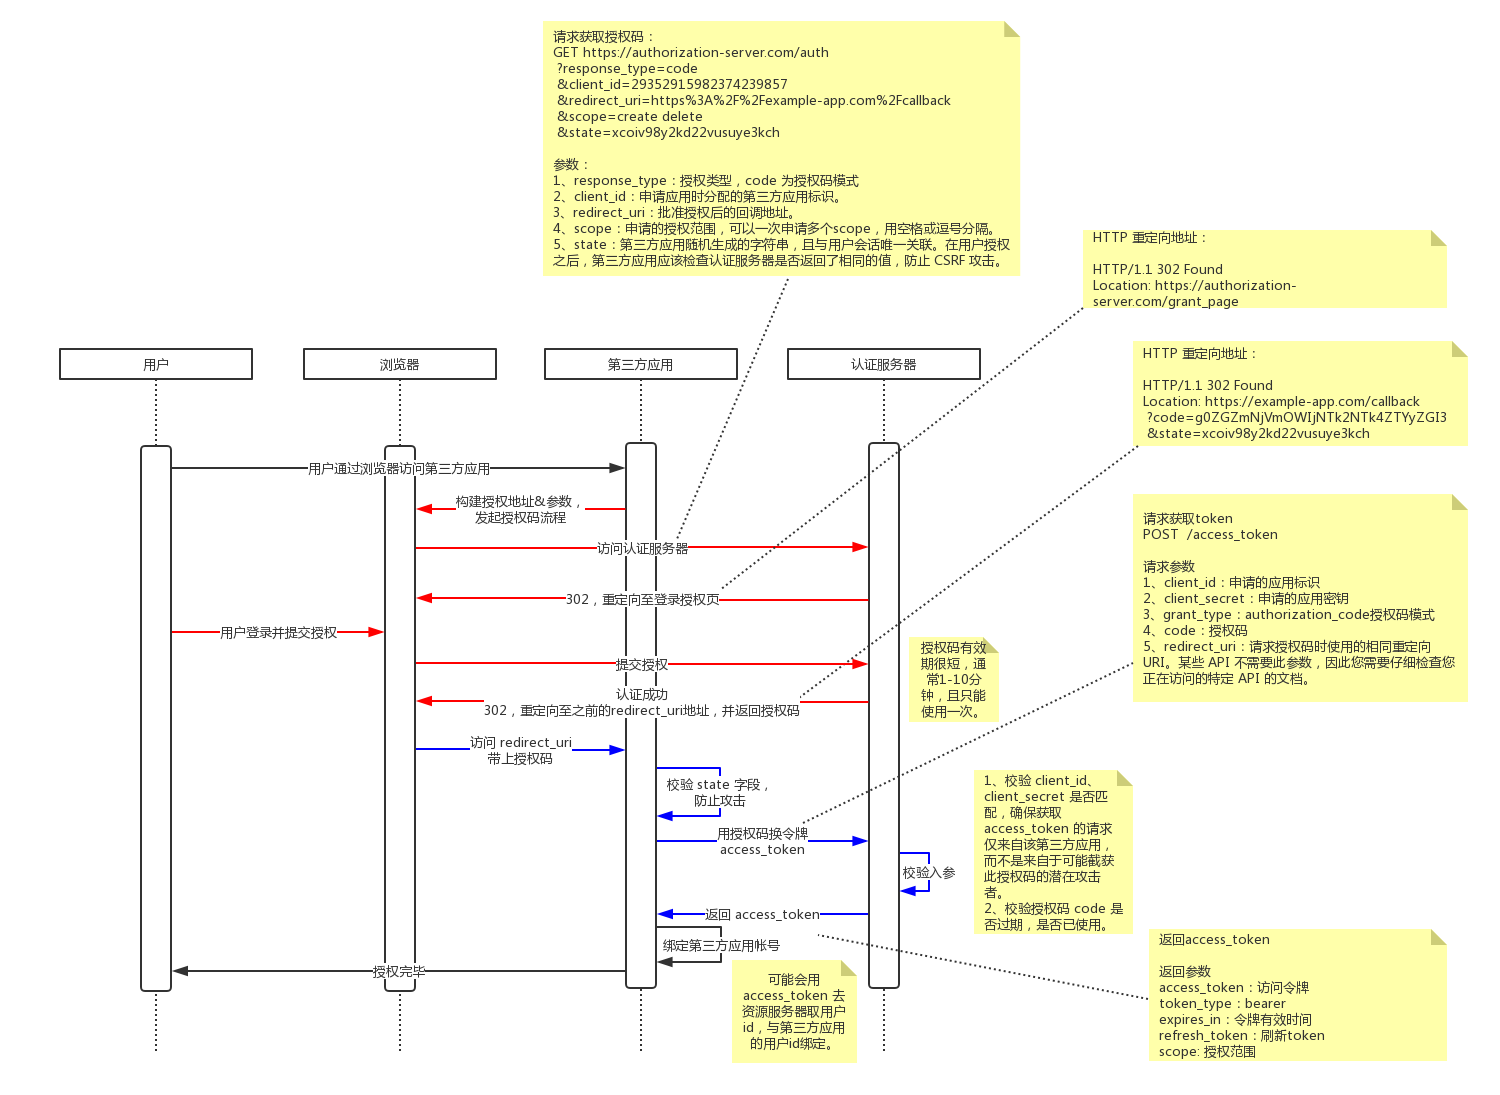 请求获取授权码：
GET https://authorization-server.com/auth
?response_type=code
&client_id=29352915982374239857
&redirect_uri=https%3A%2F%2Fexample-app.com%2Fcallback
&scope=create delete
&state=xcoiv98y2kd22vusuye3kch
参数：
1、response_type：授权类型，code 为授权码模式
2、client_id：申请应用时分配的第三方应用标识。
3、redirect_uri：批准授权后的回调地址。
4、scope：申请的授权范围，可以一次申请多个scope，用空格或逗号分隔。
5、state：第三方应用随机生成的字符串，且与用户会话唯一关联。在用户授权
之后，第三方应用应该检查认证服务器是否返回了相同的值，防止 CSRF 攻击。
HTTP 重定向地址：
HTTP/1.1 302 Found
Location: https://authorization-
server.com/grant_page
HTTP 重定向地址：
HTTP/1.1 302 Found
Location: https://example-app.com/callback
?code=g0ZGZmNjVmOWIjNTk2NTk4ZTYyZGI3
&state=xcoiv98y2kd22vusuye3kch
用户
浏览器
第三方应用
认证服务器
用户通过浏览器访问第三方应用
构建授权地址&参数，
发起授权码流程
访问认证服务器
302，重定向至登录授权页
用户登录并提交授权
提交授权
认证成功
302，重定向至之前的redirect_uri地址，并返回授权码
访问 redirect_uri
带上授权码
校验 state 字段，
防止攻击
用授权码换令牌
access_token
校验入参
返回 access_token
绑定第三方应用帐号
授权完毕
请求获取token
POST  /access_token
请求参数
1、client_id：申请的应用标识
2、client_secret：申请的应用密钥
3、grant_type：authorization_code授权码模式
4、code：授权码
5、redirect_uri：请求授权码时使用的相同重定向
URI。某些 API 不需要此参数，因此您需要仔细检查您
正在访问的特定 API 的文档。
授权码有效
期很短，通
常1-10分
钟，且只能
使用一次。
1、校验 client_id、
client_secret 是否匹
配，确保获取
access_token 的请求
仅来自该第三方应用，
而不是来自于可能截获
此授权码的潜在攻击
者。
2、校验授权码 code 是
否过期，是否已使用。
返回access_token
返回参数
access_token：访问令牌
token_type：bearer
expires_in：令牌有效时间
refresh_token：刷新token
scope: 授权范围
可能会用
access_token 去
资源服务器取用户
id，与第三方应用
的用户id绑定。